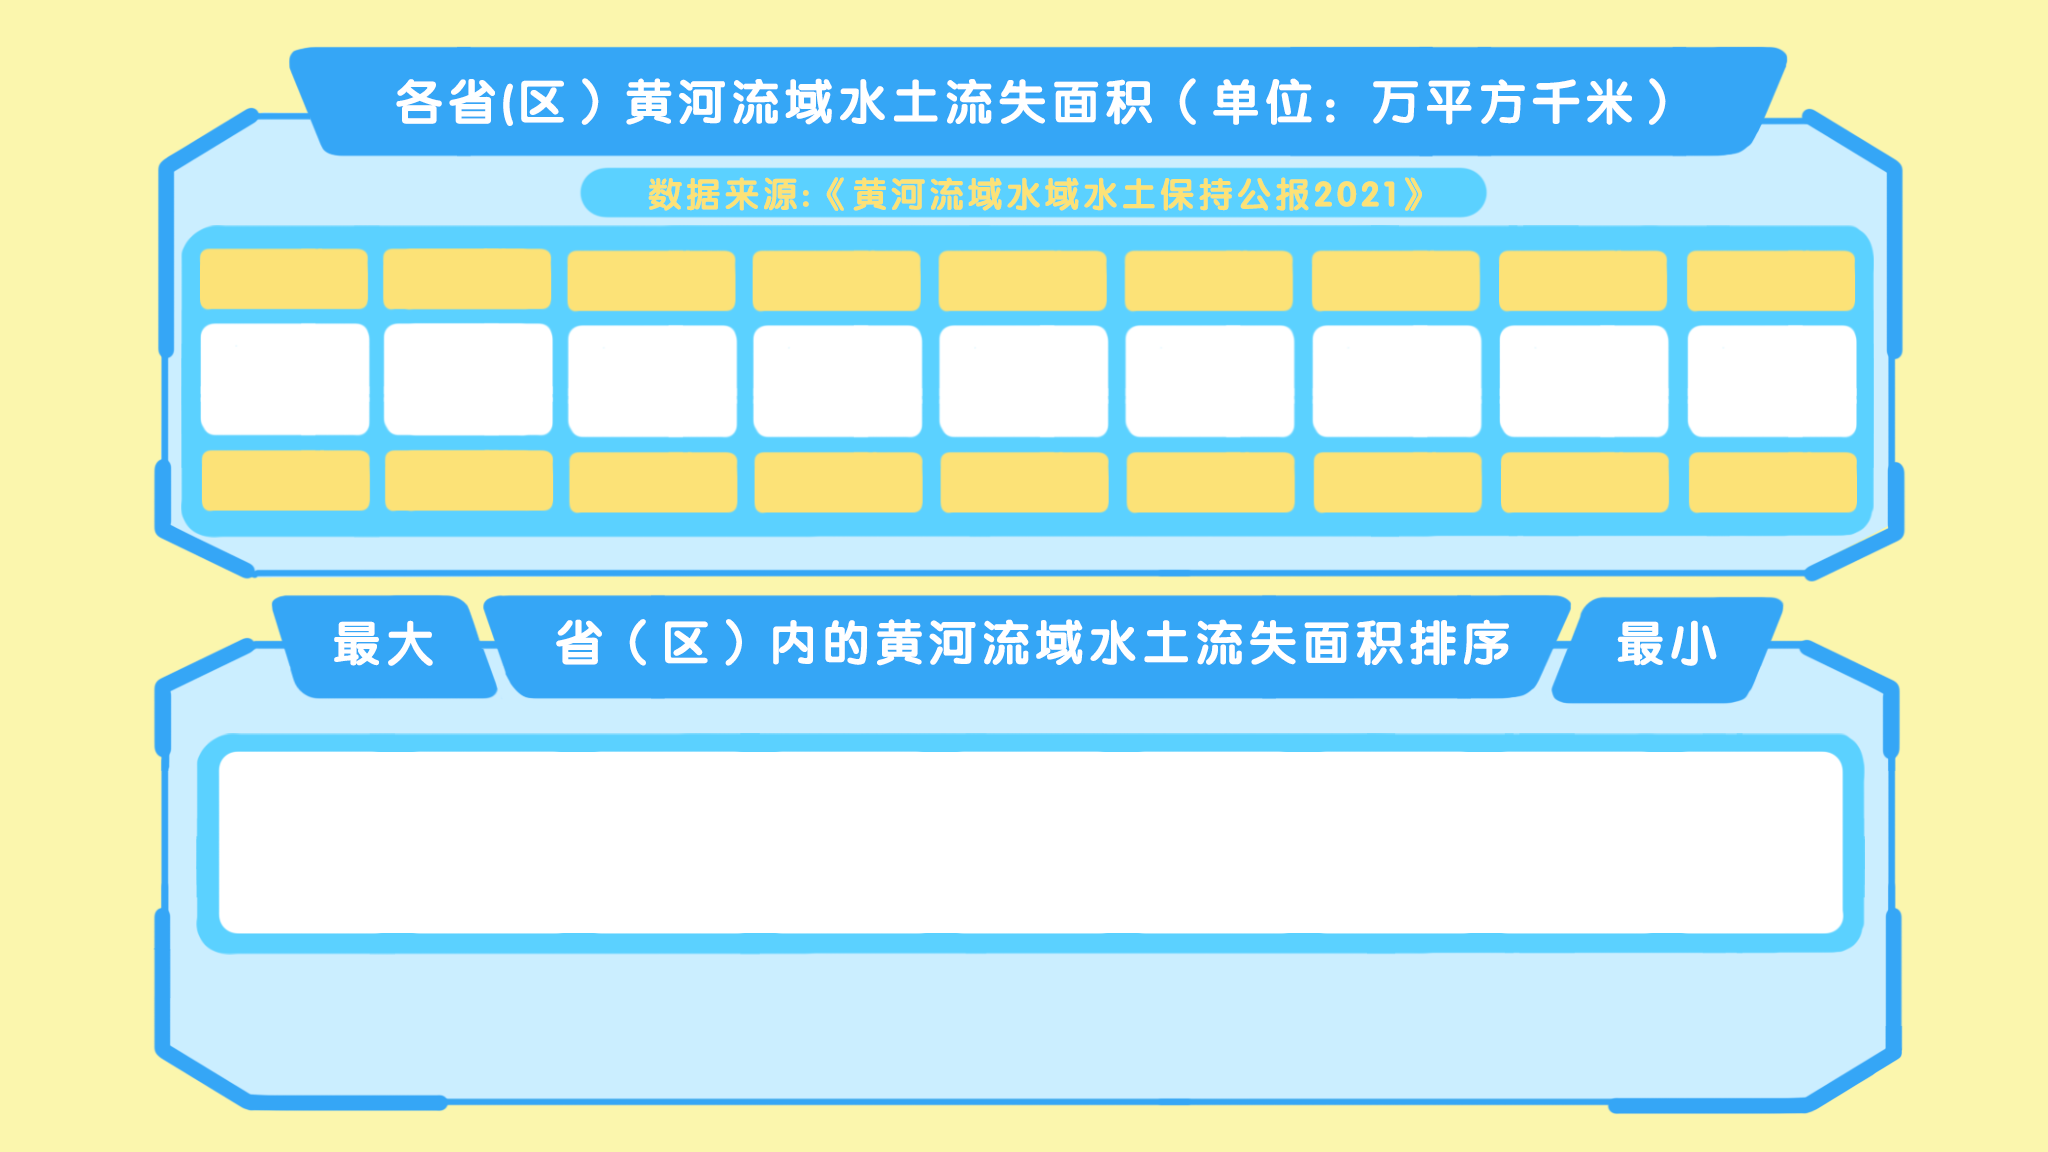 各省(区）黄河流域水土流失面积（单位：万平方千米）
数据来源:《黄河流域水域水土保持公报2021》
最大 省（区）内的黄河流域水土流失面积排序 最小